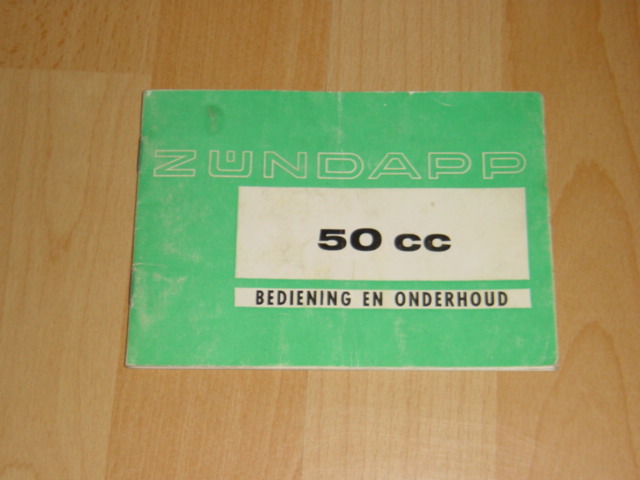 ZÜNDAPP
50 cc
BEDIENING EN ONDERHOUD